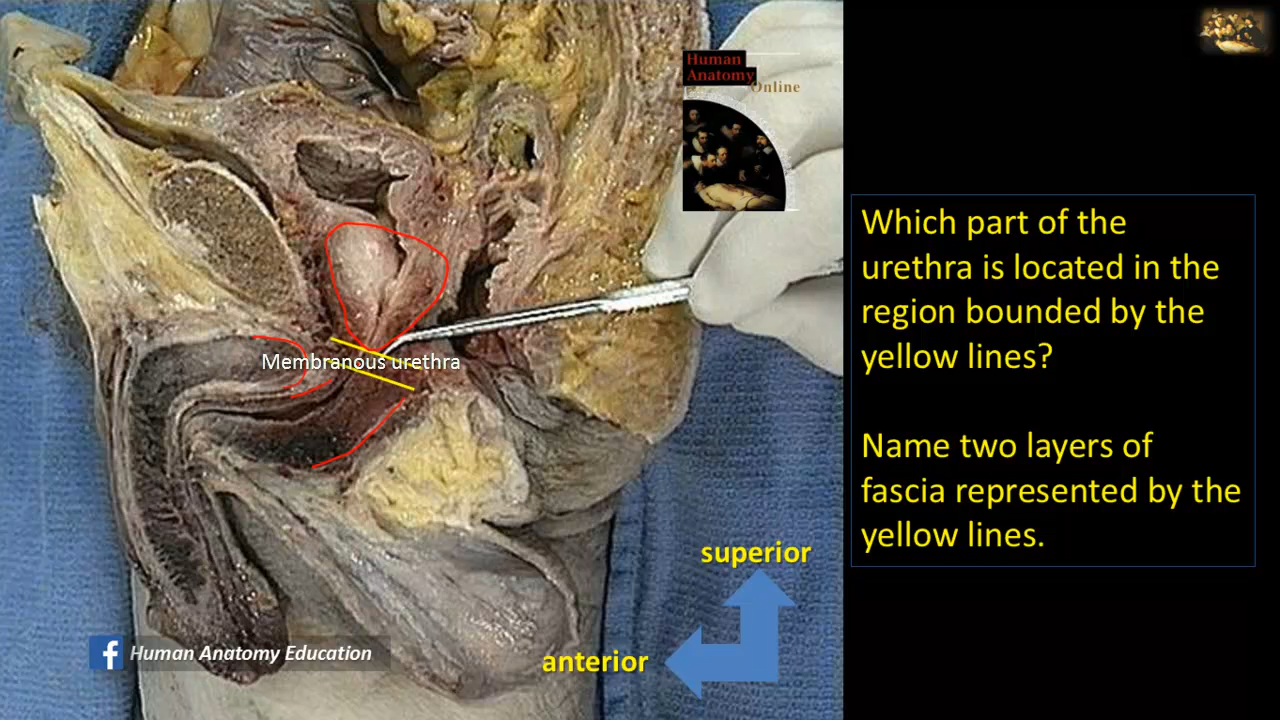 Human
Anatomy
Online
Which part of the
urethra is located in the
region bounded by the
yellow lines?
Membranous urethra
Name two layers of
fascia represented by the
yellow lines.
superior
anterior
f Human Anatomy Education